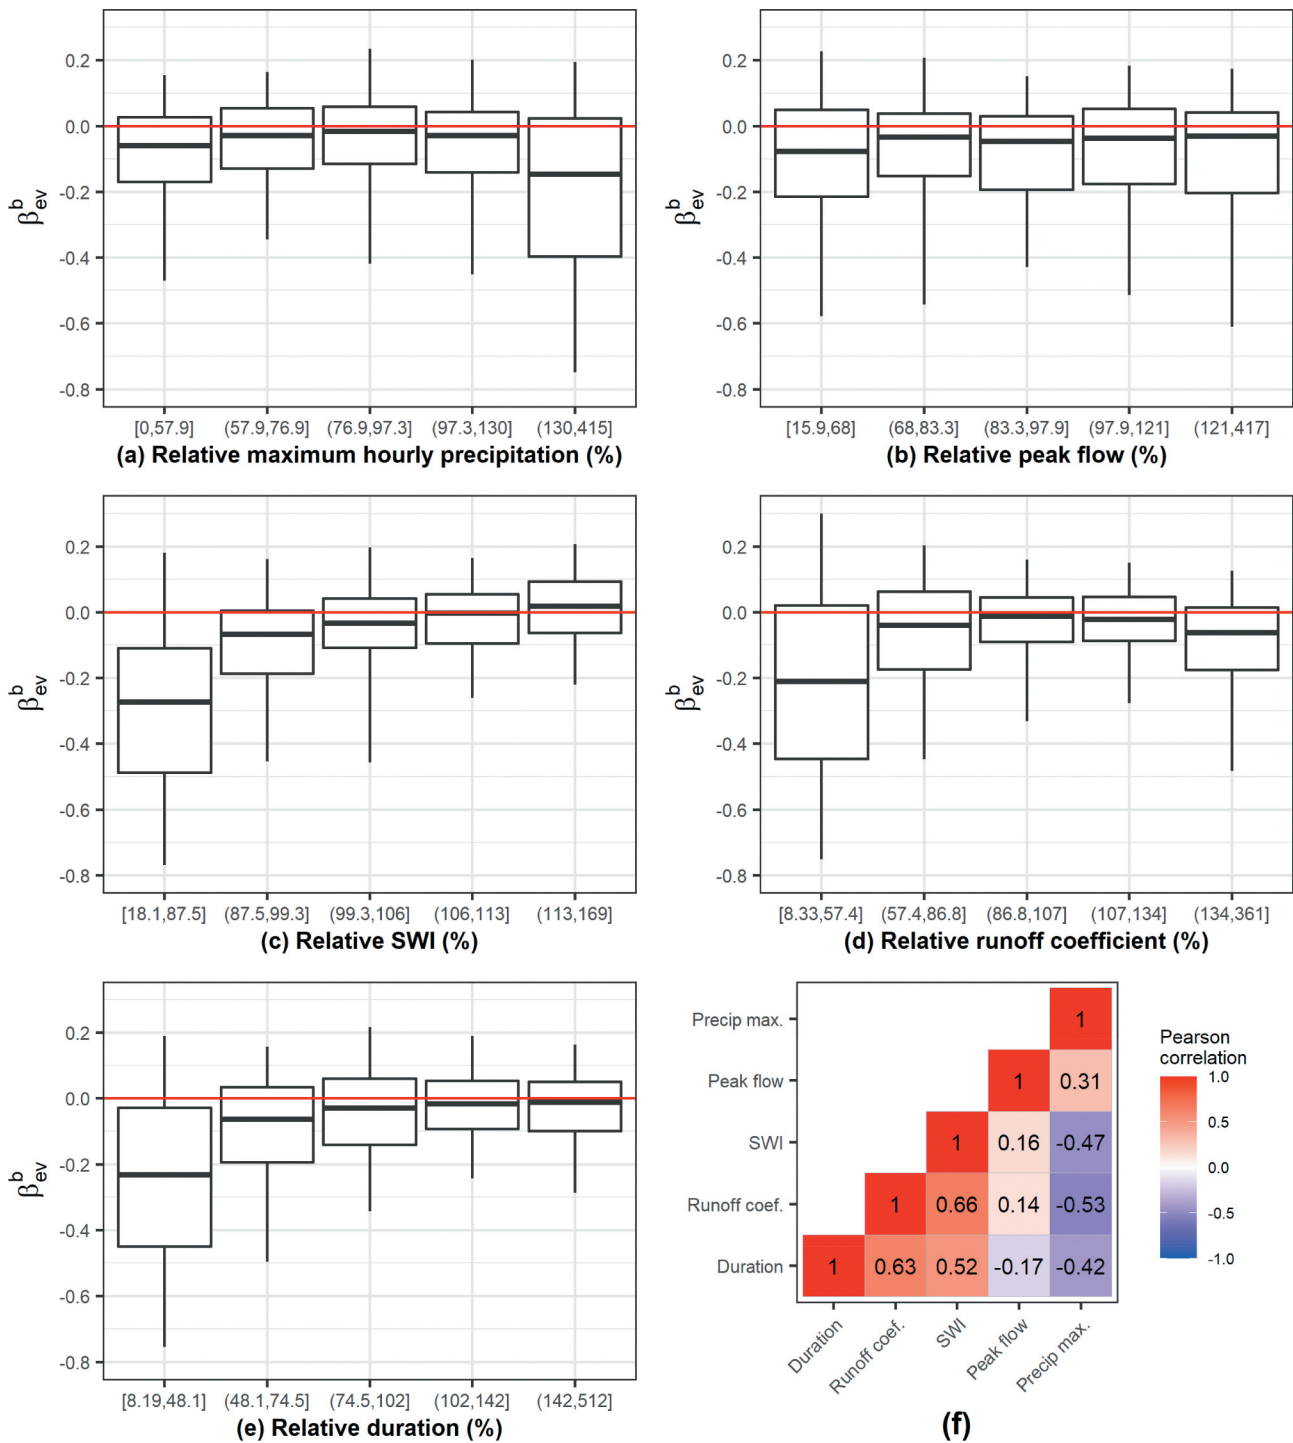 0.2
0.0
-0.2
-0.4
-0.6
-0.8
β^b_ev
[0,57.9] (57.9,76.9] (76.9,97.3] (97.3,130] (130,415]
(a) Relative maximum hourly precipitation (%)
0.2
0.0
-0.2
-0.4
-0.6
-0.8
β^b_ev
[15.9,68] (68,83.3] (83.3,97.9] (97.9,121] (121,417]
(b) Relative peak flow (%)
0.2
0.0
-0.2
-0.4
-0.6
-0.8
β^b_ev
[18.1,87.5] (87.5,99.3] (99.3,106] (106,113] (113,169]
(c) Relative SWI (%)
0.2
0.0
-0.2
-0.4
-0.6
-0.8
β^b_ev
[8.33,57.4] (57.4,86.8] (86.8,107] (107,134] (134,361]
(d) Relative runoff coefficient (%)
0.2
0.0
-0.2
-0.4
-0.6
-0.8
β^b_ev
[8.19,48.1] (48.1,74.5] (74.5,102] (102,142] (142,512]
(e) Relative duration (%)
Precip max. 1
Peak flow 1 0.31
SWI 1 0.16 -0.47
Runoff coef. 1 0.66 0.14 -0.53
Duration 1 0.63 0.52 -0.17 -0.42
Duration Runoff coef. SWI Peak flow Precip max.
Pearson
correlation
1.0
0.5
0.0
-0.5
-1.0
(f)